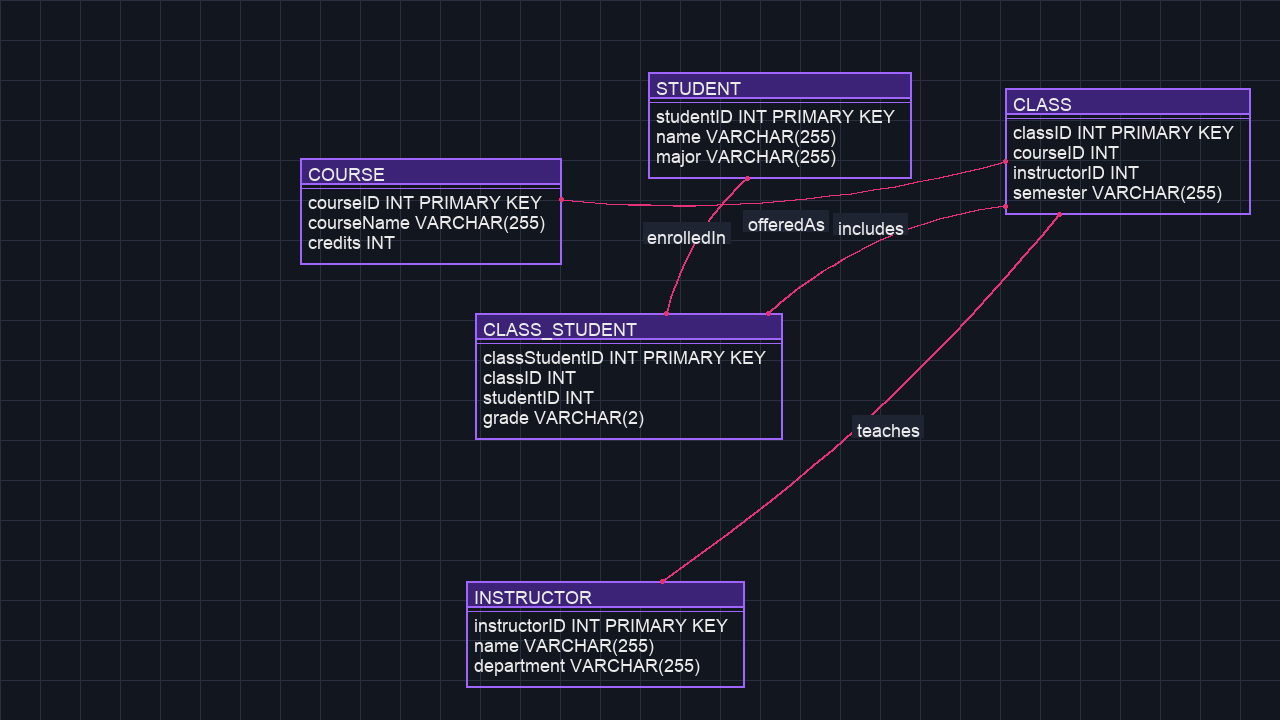 STUDENT
studentID INT PRIMARY KEY
name VARCHAR(255)
major VARCHAR(255)
CLASS
classID INT PRIMARY KEY
courseID INT
instructorID INT
semester VARCHAR(255)
COURSE
courseID INT PRIMARY KEY
courseName VARCHAR(255)
credits INT
enrolledIn
offeredAs
includes
CLASS_STUDENT
classStudentID INT PRIMARY KEY
classID INT
studentID INT
grade VARCHAR(2)
teaches
INSTRUCTOR
instructorID INT PRIMARY KEY
name VARCHAR(255)
department VARCHAR(255)